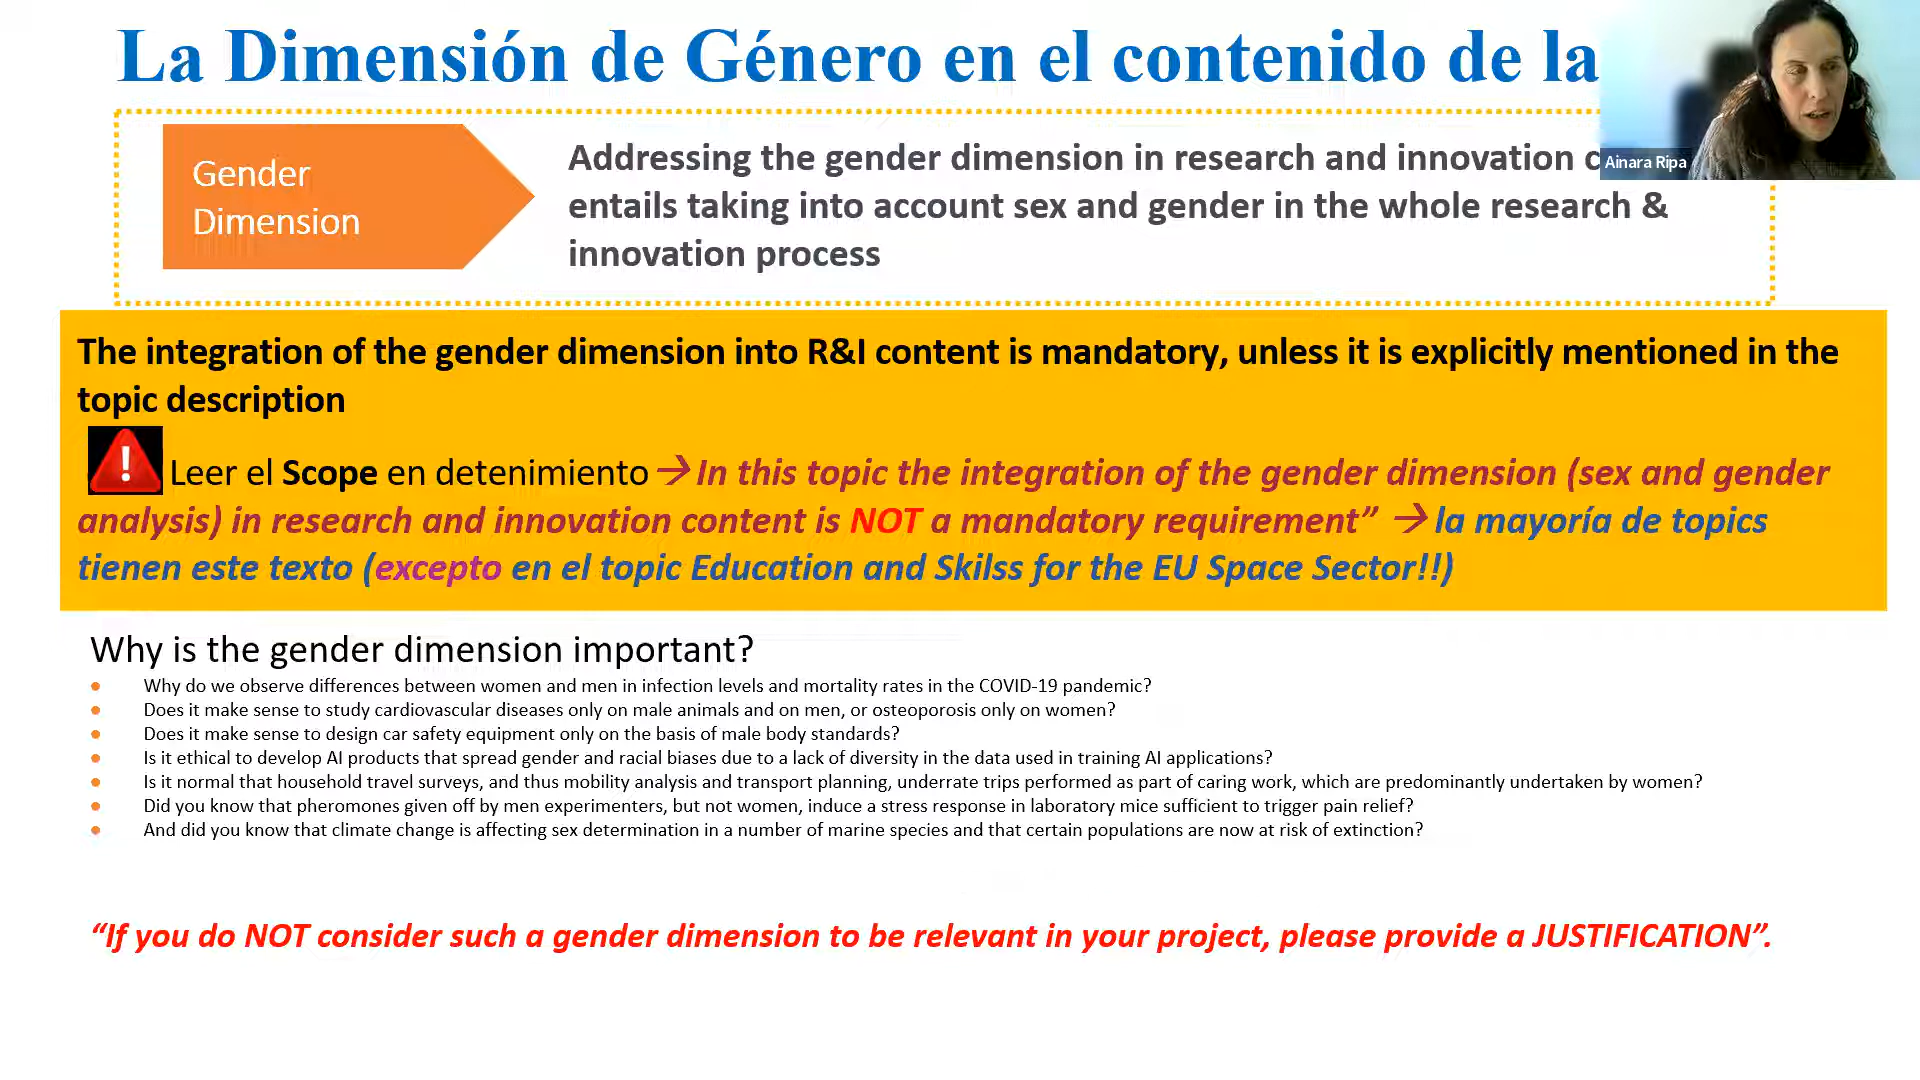 La Dimensión de Género en el contenido de la
Gender
Dimension
Addressing the gender dimension in research and innovation
entails taking into account sex and gender in the whole research &
innovation process
Ainara Ripa
The integration of the gender dimension into R&I content is mandatory, unless it is explicitly mentioned in the
topic description
Leer el Scope en detenimiento → In this topic the integration of the gender dimension (sex and gender
analysis) in research and innovation content is NOT a mandatory requirement” → la mayoría de topics
tienen este texto (excepto en el topic Education and Skilss for the EU Space Sector!!)
Why is the gender dimension important?
● Why do we observe differences between women and men in infection levels and mortality rates in the COVID-19 pandemic?
● Does it make sense to study cardiovascular diseases only on male animals and on men, or osteoporosis only on women?
● Does it make sense to design car safety equipment only on the basis of male body standards?
● Is it ethical to develop AI products that spread gender and racial biases due to a lack of diversity in the data used in training AI applications?
● Is it normal that household travel surveys, and thus mobility analysis and transport planning, underrate trips performed as part of caring work, which are predominantly undertaken by women?
● Did you know that pheromones given off by men experimenters, but not women, induce a stress response in laboratory mice sufficient to trigger pain relief?
● And did you know that climate change is affecting sex determination in a number of marine species and that certain populations are now at risk of extinction?
“If you do NOT consider such a gender dimension to be relevant in your project, please provide a JUSTIFICATION”.